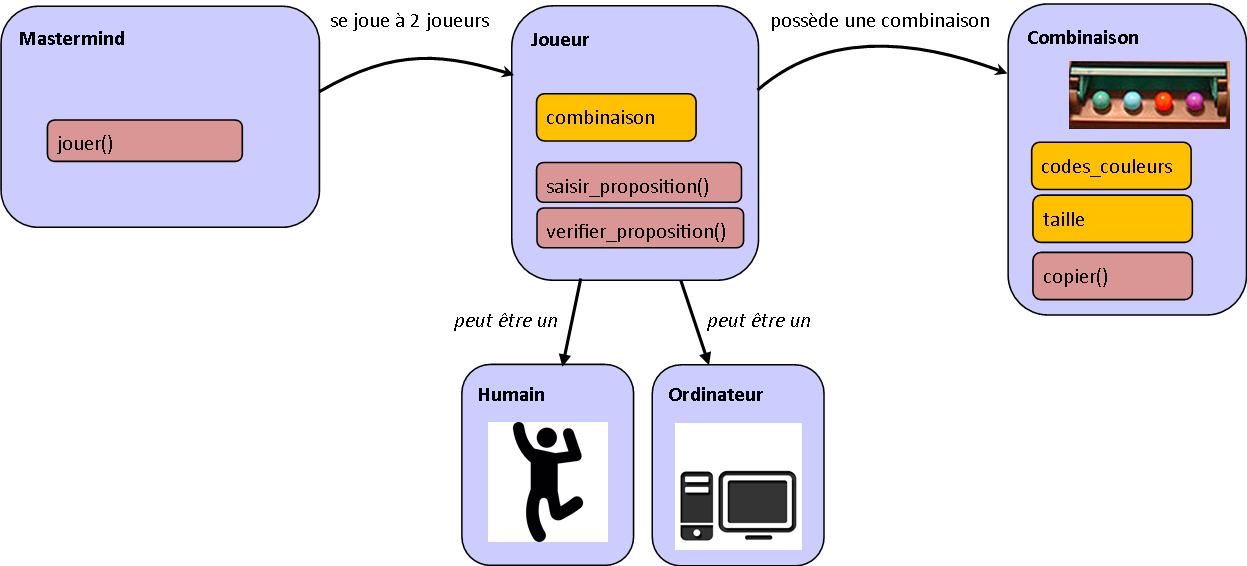 se joue à 2 joueurs
possède une combinaison
Mastermind
jouer()
Joueur
combinaison
saisir_proposition()
verifier_proposition()
Combinaison
codes_couleurs
taille
copier()
peut être un
peut être un
Humain
Ordinateur